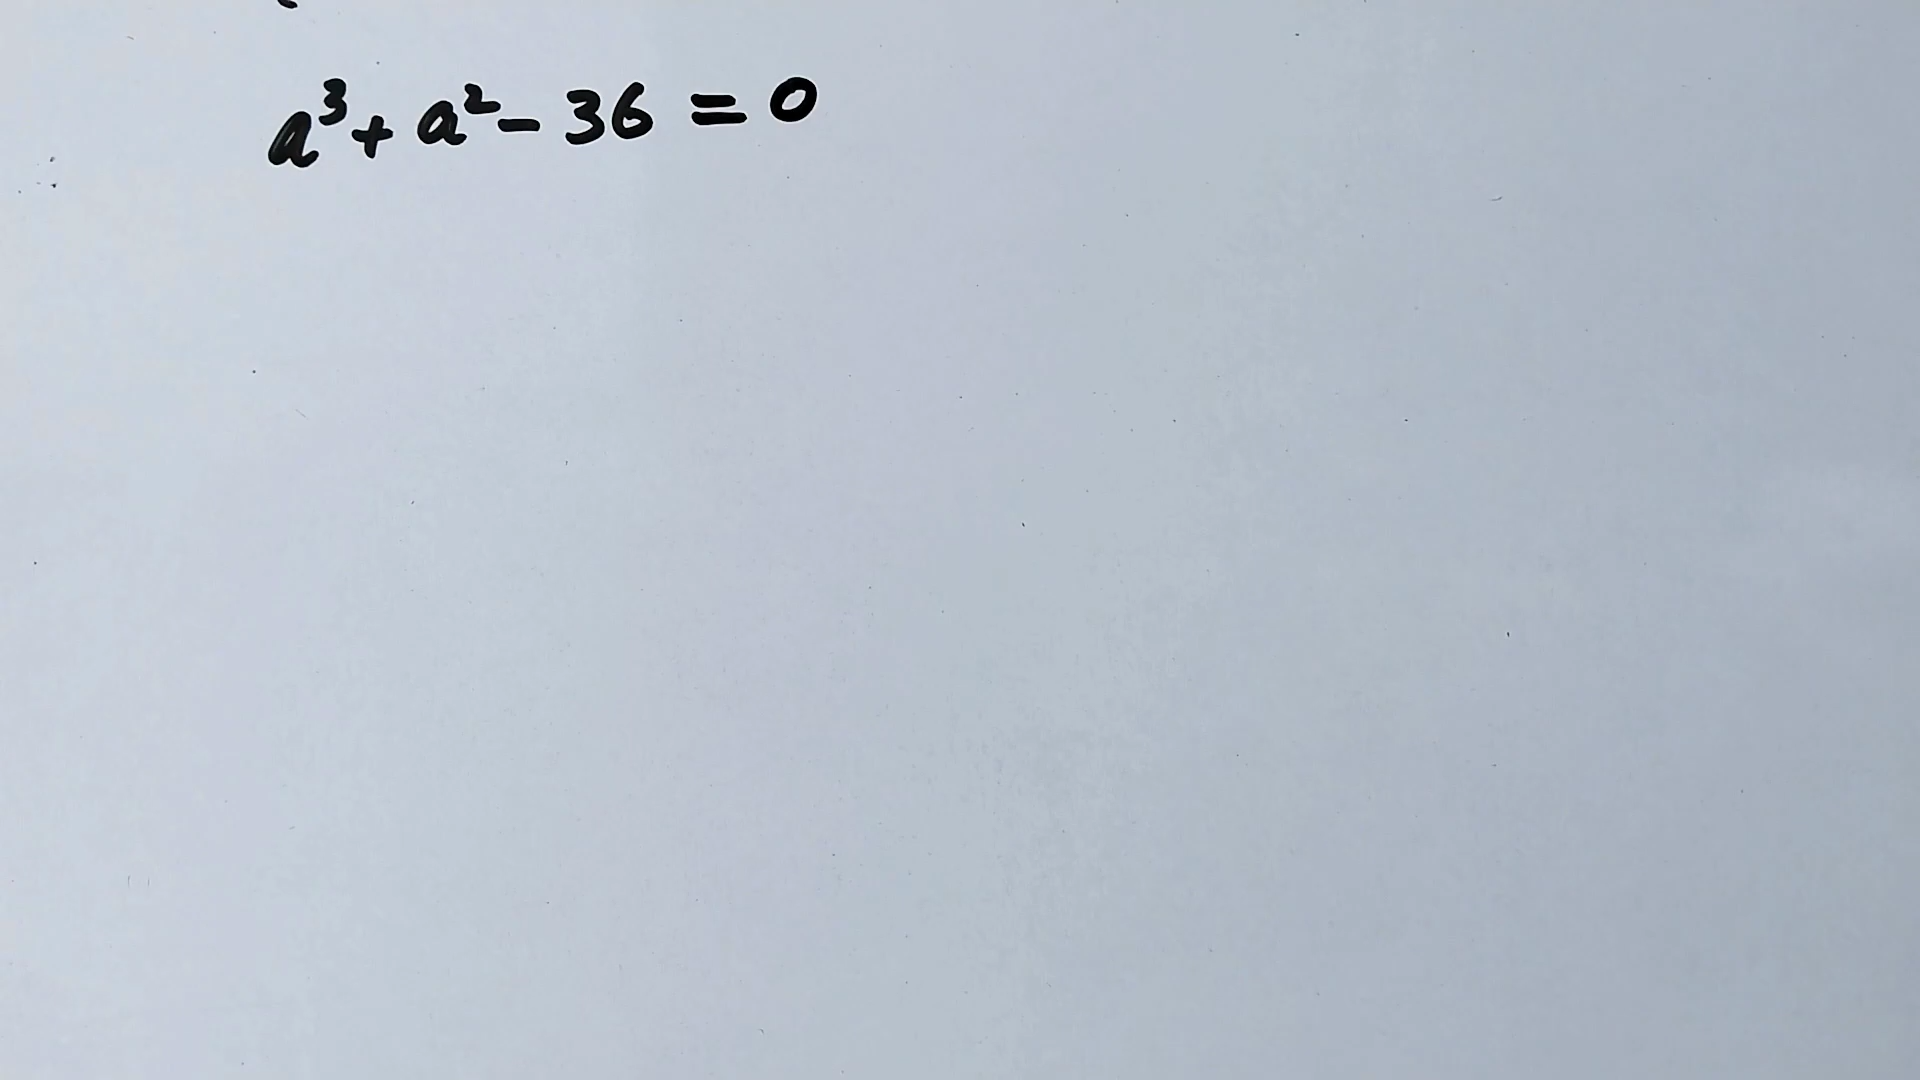 a³ + a² - 36 = 0